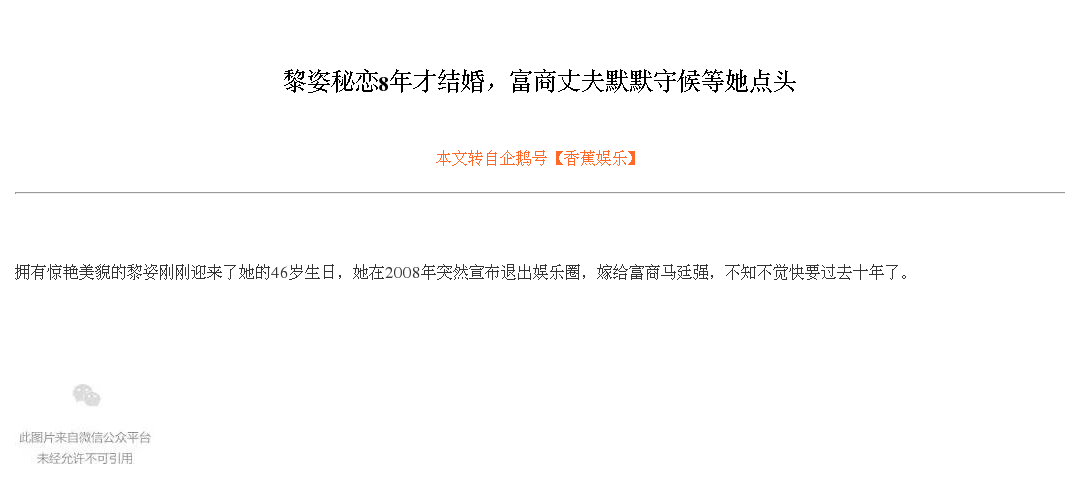 黎姿秘恋8年才结婚，富商丈夫默默守候等她点头
本文转自企鹅号【香蕉娱乐】
拥有惊艳美貌的黎姿刚刚迎来了她的46岁生日，她在2008年突然宣布退出娱乐圈，嫁给富商马廷强，不知不觉快要过去十年了。
此图片来自微信公众平台
未经允许不可引用